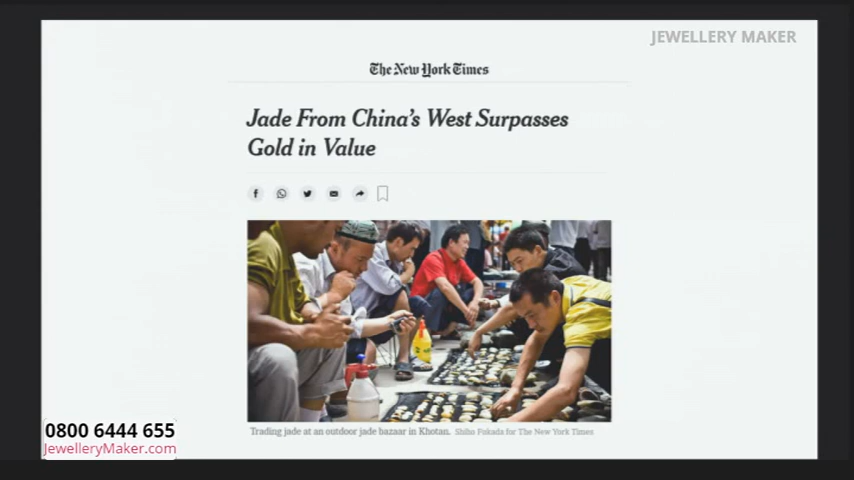 JEWELLERY MAKER
The New York Times
Jade From China's West Surpasses
Gold in Value
Trading jade at an outdoor jade bazaar in Khotan. Shiho Fukada for The New York Times
0800 6444 655
JewelleryMaker.com